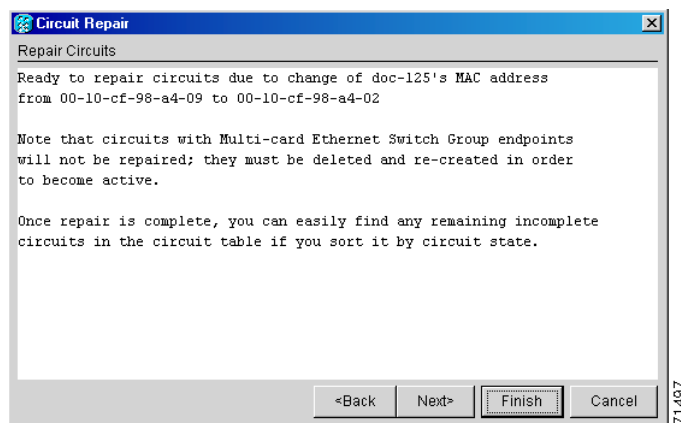 Circuit Repair
Repair Circuits
Ready to repair circuits due to change of doc-125's MAC address
from 00-10-cf-98-a4-09 to 00-10-cf-98-a4-02
Note that circuits with Multi-card Ethernet Switch Group endpoints
will not be repaired; they must be deleted and re-created in order
to become active.
Once repair is complete, you can easily find any remaining incomplete
circuits in the circuit table if you sort it by circuit state.
<Back Next> Finish Cancel
71497